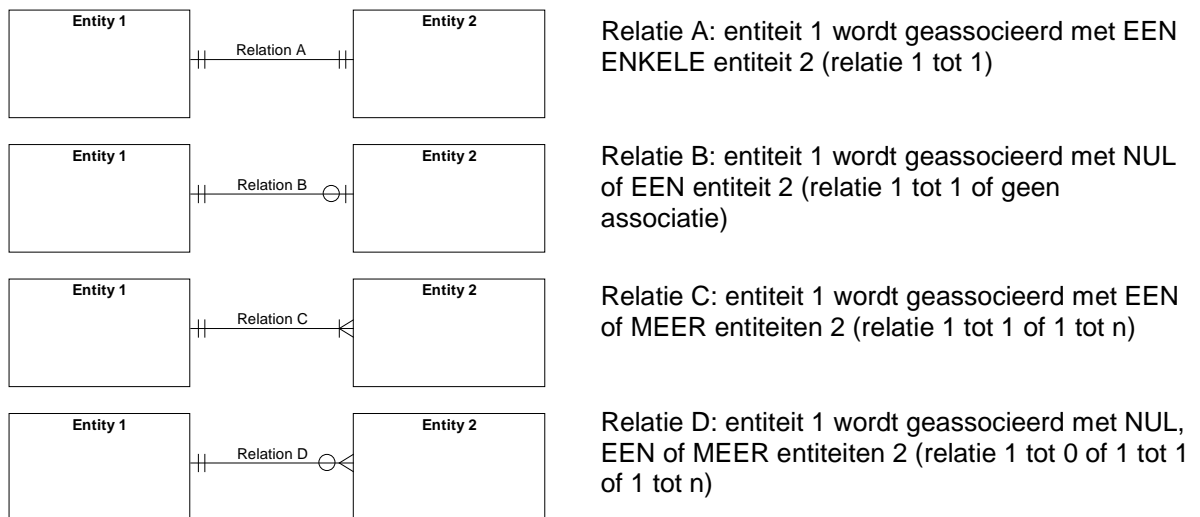 Entity 1
Relation A
Entity 2
Relatie A: entiteit 1 wordt geassocieerd met EEN
ENKELE entiteit 2 (relatie 1 tot 1)
Entity 1
Relation B
Entity 2
Relatie B: entiteit 1 wordt geassocieerd met NUL
of EEN entiteit 2 (relatie 1 tot 1 of geen
associatie)
Entity 1
Relation C
Entity 2
Relatie C: entiteit 1 wordt geassocieerd met EEN
of MEER entiteiten 2 (relatie 1 tot 1 of 1 tot n)
Entity 1
Relation D
Entity 2
Relatie D: entiteit 1 wordt geassocieerd met NUL,
EEN of MEER entiteiten 2 (relatie 1 tot 0 of 1 tot 1
of 1 tot n)